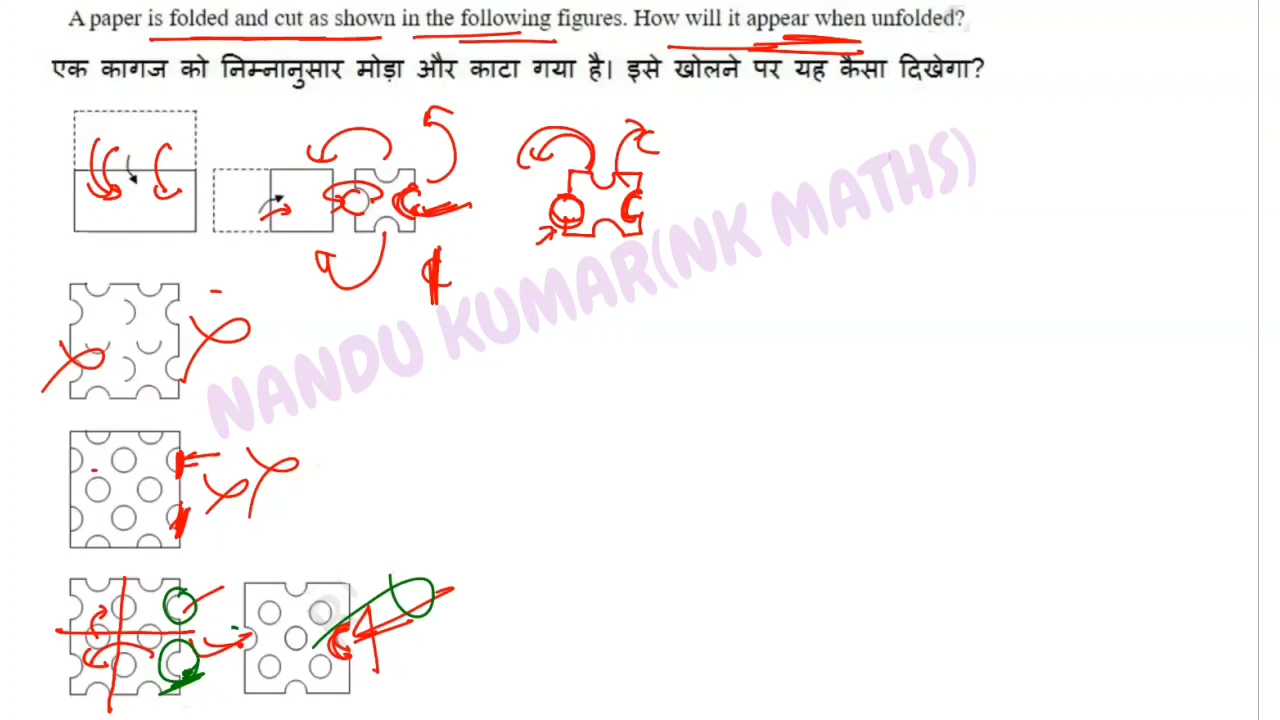 A paper is folded and cut as shown in the following figures. How will it appear when unfolded?
एक कागज को निम्नानुसार मोड़ा और काटा गया है। इसे खोलने पर यह कैसा दिखेगा?
NANDU KUMAR(NK MATHS)